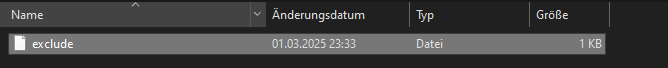 Name Änderungsdatum Typ Größe
exclude 01.03.2025 23:33 Datei 1 KB